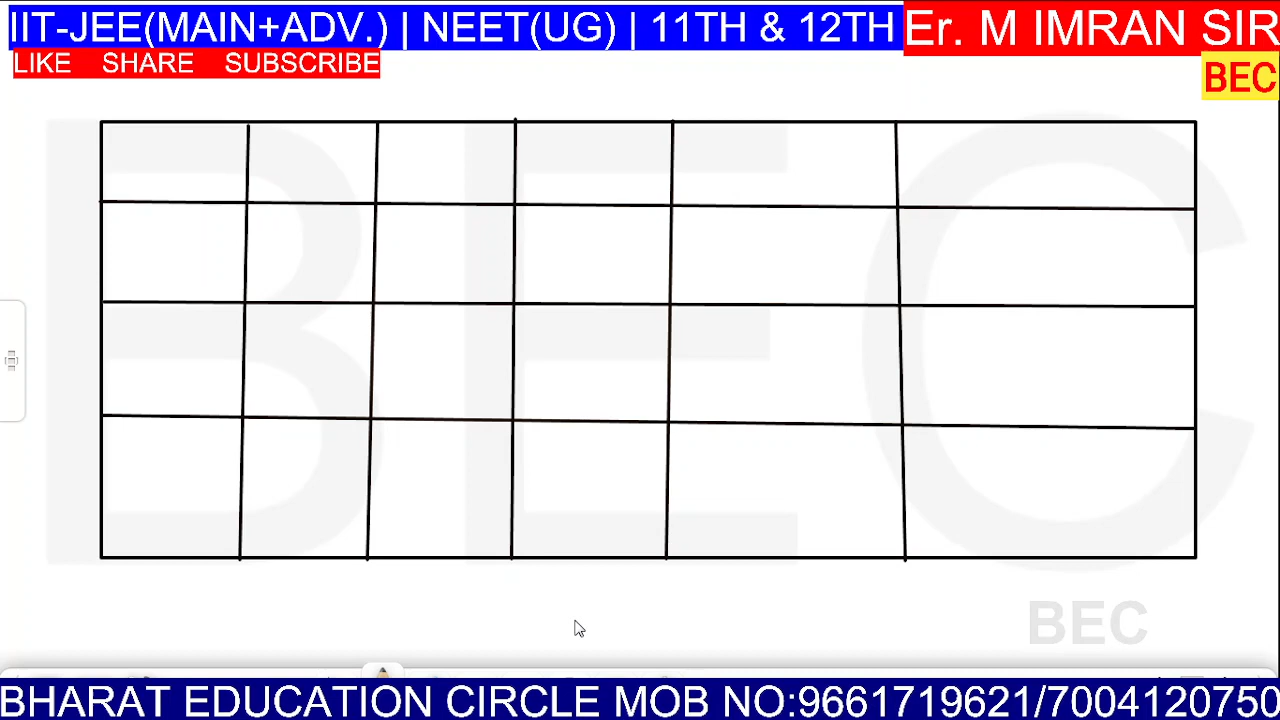 IIT-JEE(MAIN+ADV.) | NEET(UG) | 11TH & 12TH Er. M IMRAN SIR
LIKE SHARE SUBSCRIBE
BEC
BEC
BEC
BHARAT EDUCATION CIRCLE MOB NO:9661719621/7004120750